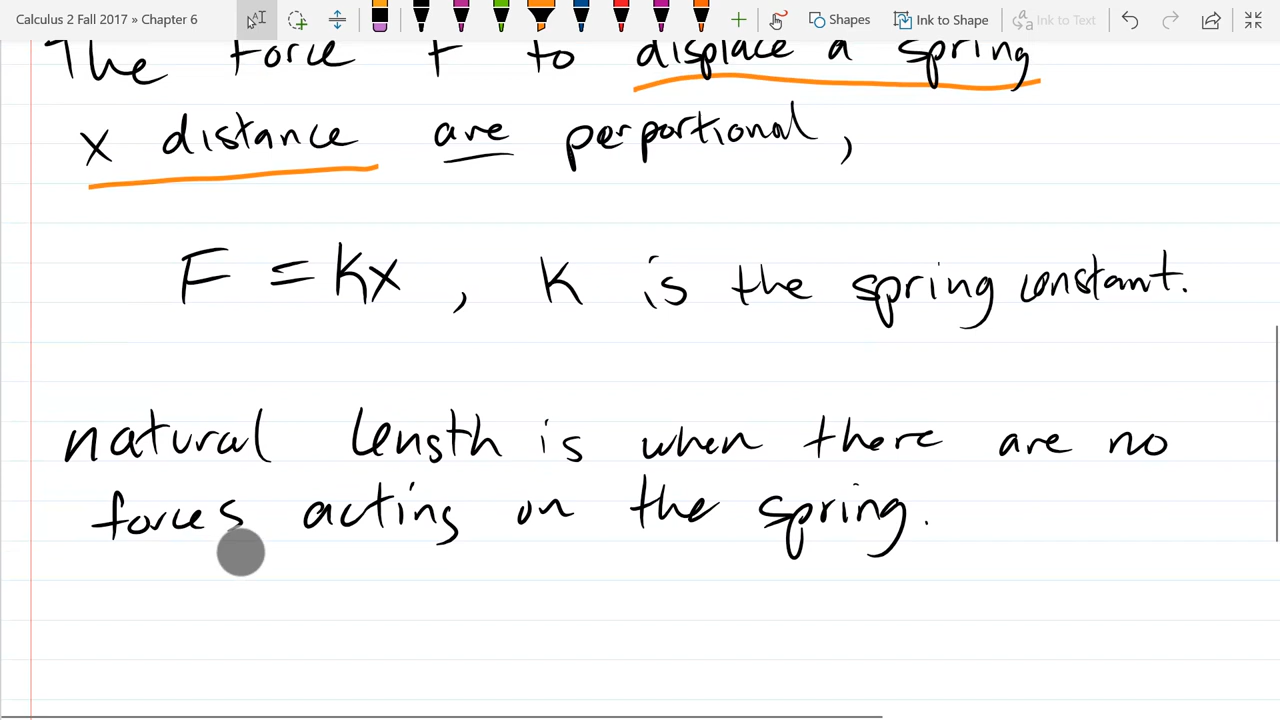 Calculus 2 Fall 2017 » Chapter 6
Shapes Ink to Shape Ink to Text
The force F to displace a spring
x distance are perportional,
F = kx, k is the spring constant.
natural length is when there are no
forces acting on the spring.